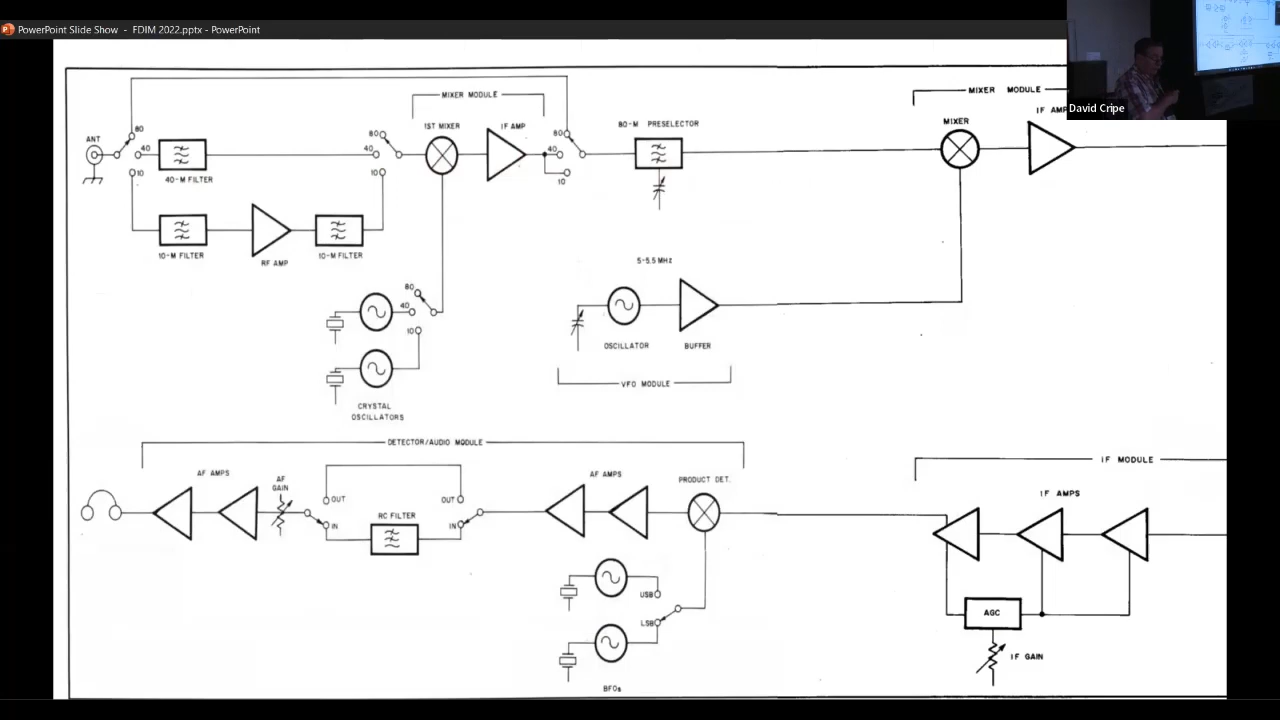 PowerPoint Slide Show - FDIM 2022.pptx - PowerPoint
David Cripe
MIXER MODULE
MIXER MODULE
ANT
80
40
10
40-M FILTER
10-M FILTER
RF AMP
10-M FILTER
80
40
10
1ST MIXER
IF AMP
80
40
10
80-M PRESELECTOR
MIXER
IF AMP
80
40
10
CRYSTAL
OSCILLATORS
5-5.5 MHz
OSCILLATOR
BUFFER
VFO MODULE
DETECTOR/AUDIO MODULE
AF AMPS
AF
GAIN
OUT
IN
RC FILTER
OUT
IN
AF AMPS
PRODUCT DET.
USB
LSB
BFOs
IF MODULE
IF AMPS
AGC
IF GAIN